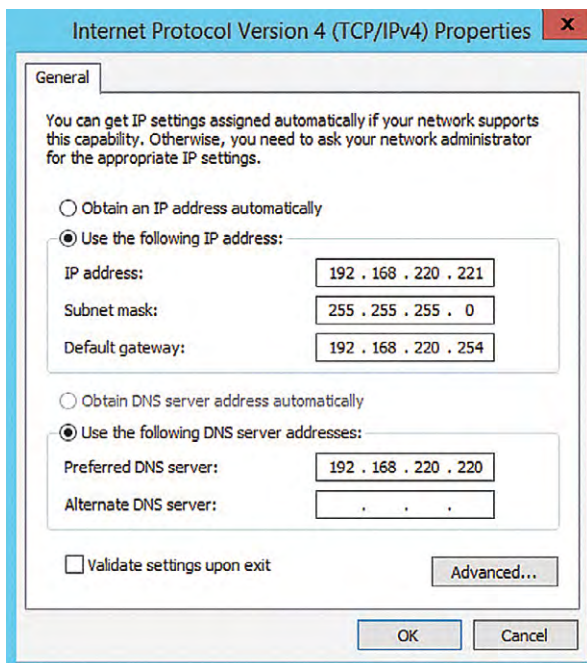 Internet Protocol Version 4 (TCP/IPv4) Properties
x
General
You can get IP settings assigned automatically if your network supports
this capability. Otherwise, you need to ask your network administrator
for the appropriate IP settings.
Obtain an IP address automatically
Use the following IP address:
IP address: 192 . 168 . 220 . 221
Subnet mask: 255 . 255 . 255 . 0
Default gateway: 192 . 168 . 220 . 254
Obtain DNS server address automatically
Use the following DNS server addresses:
Preferred DNS server: 192 . 168 . 220 . 220
Alternate DNS server: . . .
Validate settings upon exit
Advanced...
OK Cancel